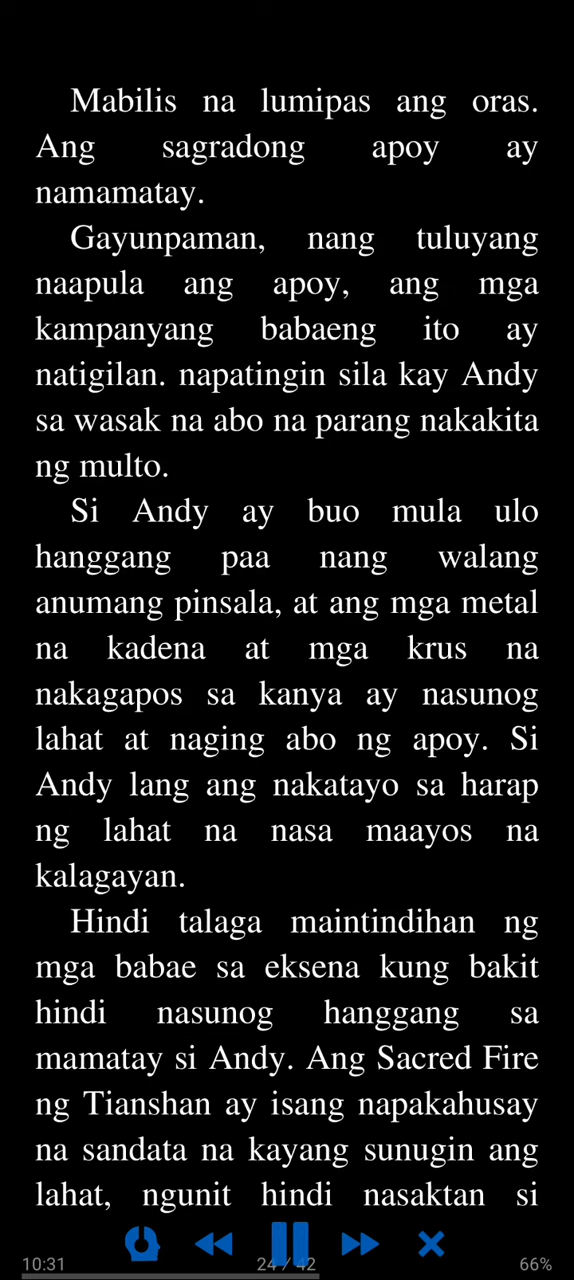 Mabilis na lumipas ang oras.
Ang sagradong apoy ay
namamatay.
Gayunpaman, nang tuluyang
naapula ang apoy, ang mga
kampanyang babaeng ito ay
natigilan. napatingin sila kay Andy
sa wasak na abo na parang nakakita
ng multo.
Si Andy ay buo mula ulo
hanggang paa nang walang
anumang pinsala, at ang mga metal
na kadena at mga krus na
nakagapos sa kanya ay nasunog
lahat at naging abo ng apoy. Si
Andy lang ang nakatayo sa harap
ng lahat na nasa maayos na
kalagayan.
Hindi talaga maintindihan ng
mga babae sa eksena kung bakit
hindi nasunog hanggang sa
mamatay si Andy. Ang Sacred Fire
ng Tianshan ay isang napakahusay
na sandata na kayang sunugin ang
lahat, ngunit hindi nasaktan si
10:31 24 / 42 66%